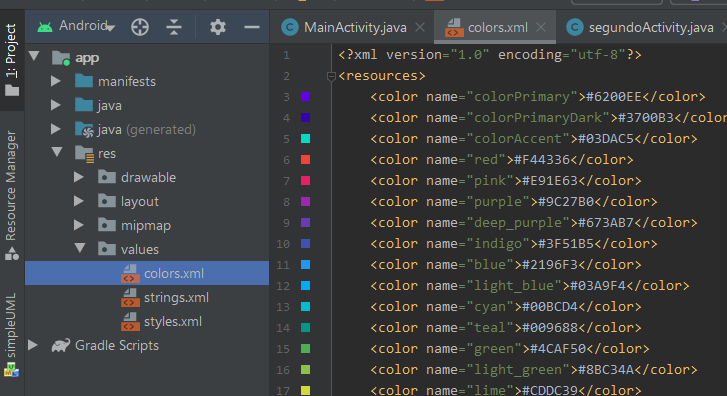 Android
MainActivity.java
colors.xml
segundoActivity.java
1: Project
Resource Manager
simpleUML
app
manifests
java
java (generated)
res
drawable
layout
mipmap
values
colors.xml
strings.xml
styles.xml
Gradle Scripts
1 <?xml version="1.0" encoding="utf-8"?>
2 <resources>
3 <color name="colorPrimary">#6200EE</color>
4 <color name="colorPrimaryDark">#3700B3</colo
5 <color name="colorAccent">#03DAC5</color>
6 <color name="red">#F44336</color>
7 <color name="pink">#E91E63</color>
8 <color name="purple">#9C27B0</color>
9 <color name="deep_purple">#673AB7</color>
10 <color name="indigo">#3F51B5</color>
11 <color name="blue">#2196F3</color>
12 <color name="light_blue">#03A9F4</color>
13 <color name="cyan">#00BCD4</color>
14 <color name="teal">#009688</color>
15 <color name="green">#4CAF50</color>
16 <color name="light_green">#8BC34A</color>
17 <color name="lime">#CDDC39</color>